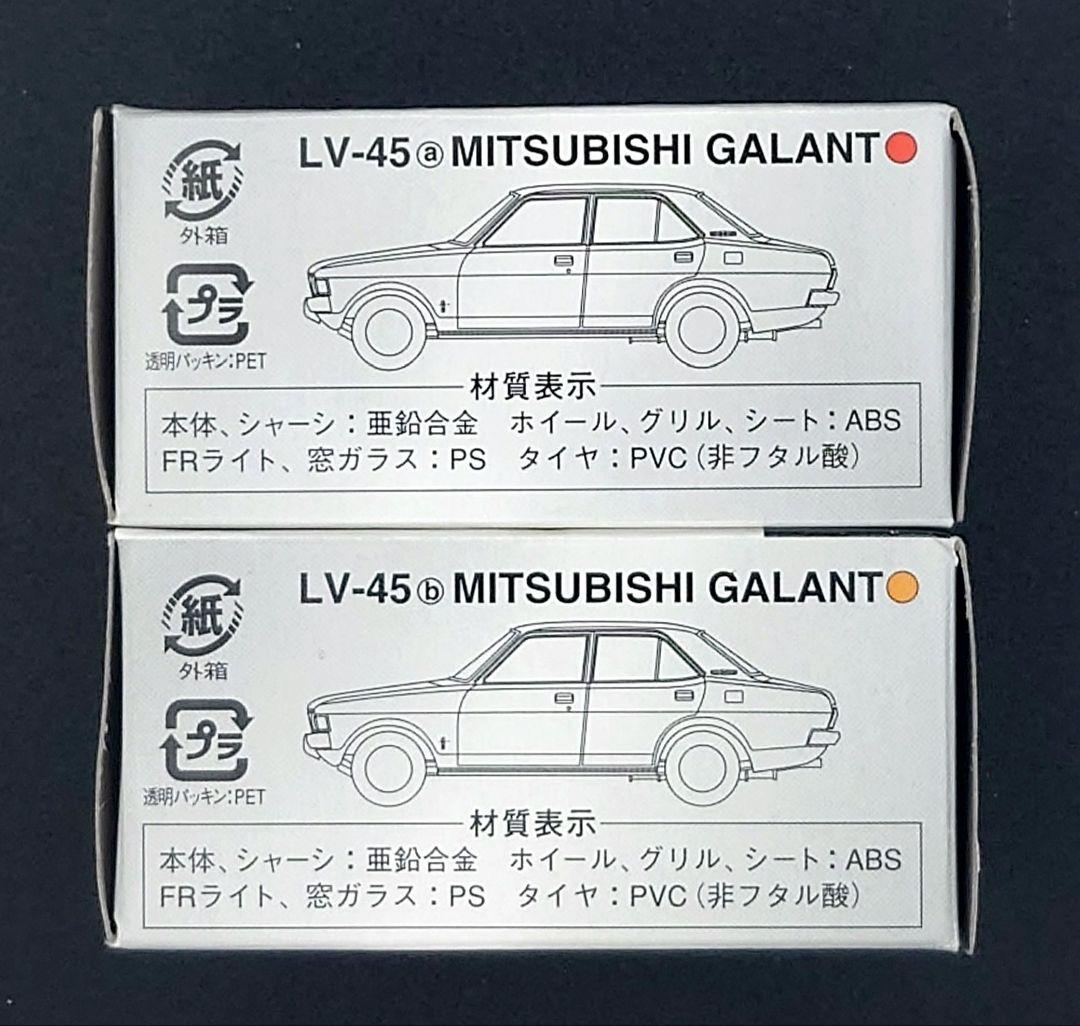 LV-45ⓐMITSUBISHI GALANT
紙
外箱
プラ
透明パッキン:PET
材質表示
本体、シャーシ：亜鉛合金　ホイール、グリル、シート：ABS
FRライト、窓ガラス：PS　タイヤ：PVC（非フタル酸）
LV-45ⓑMITSUBISHI GALANT
紙
外箱
プラ
透明パッキン:PET
材質表示
本体、シャーシ：亜鉛合金　ホイール、グリル、シート：ABS
FRライト、窓ガラス：PS　タイヤ：PVC（非フタル酸）